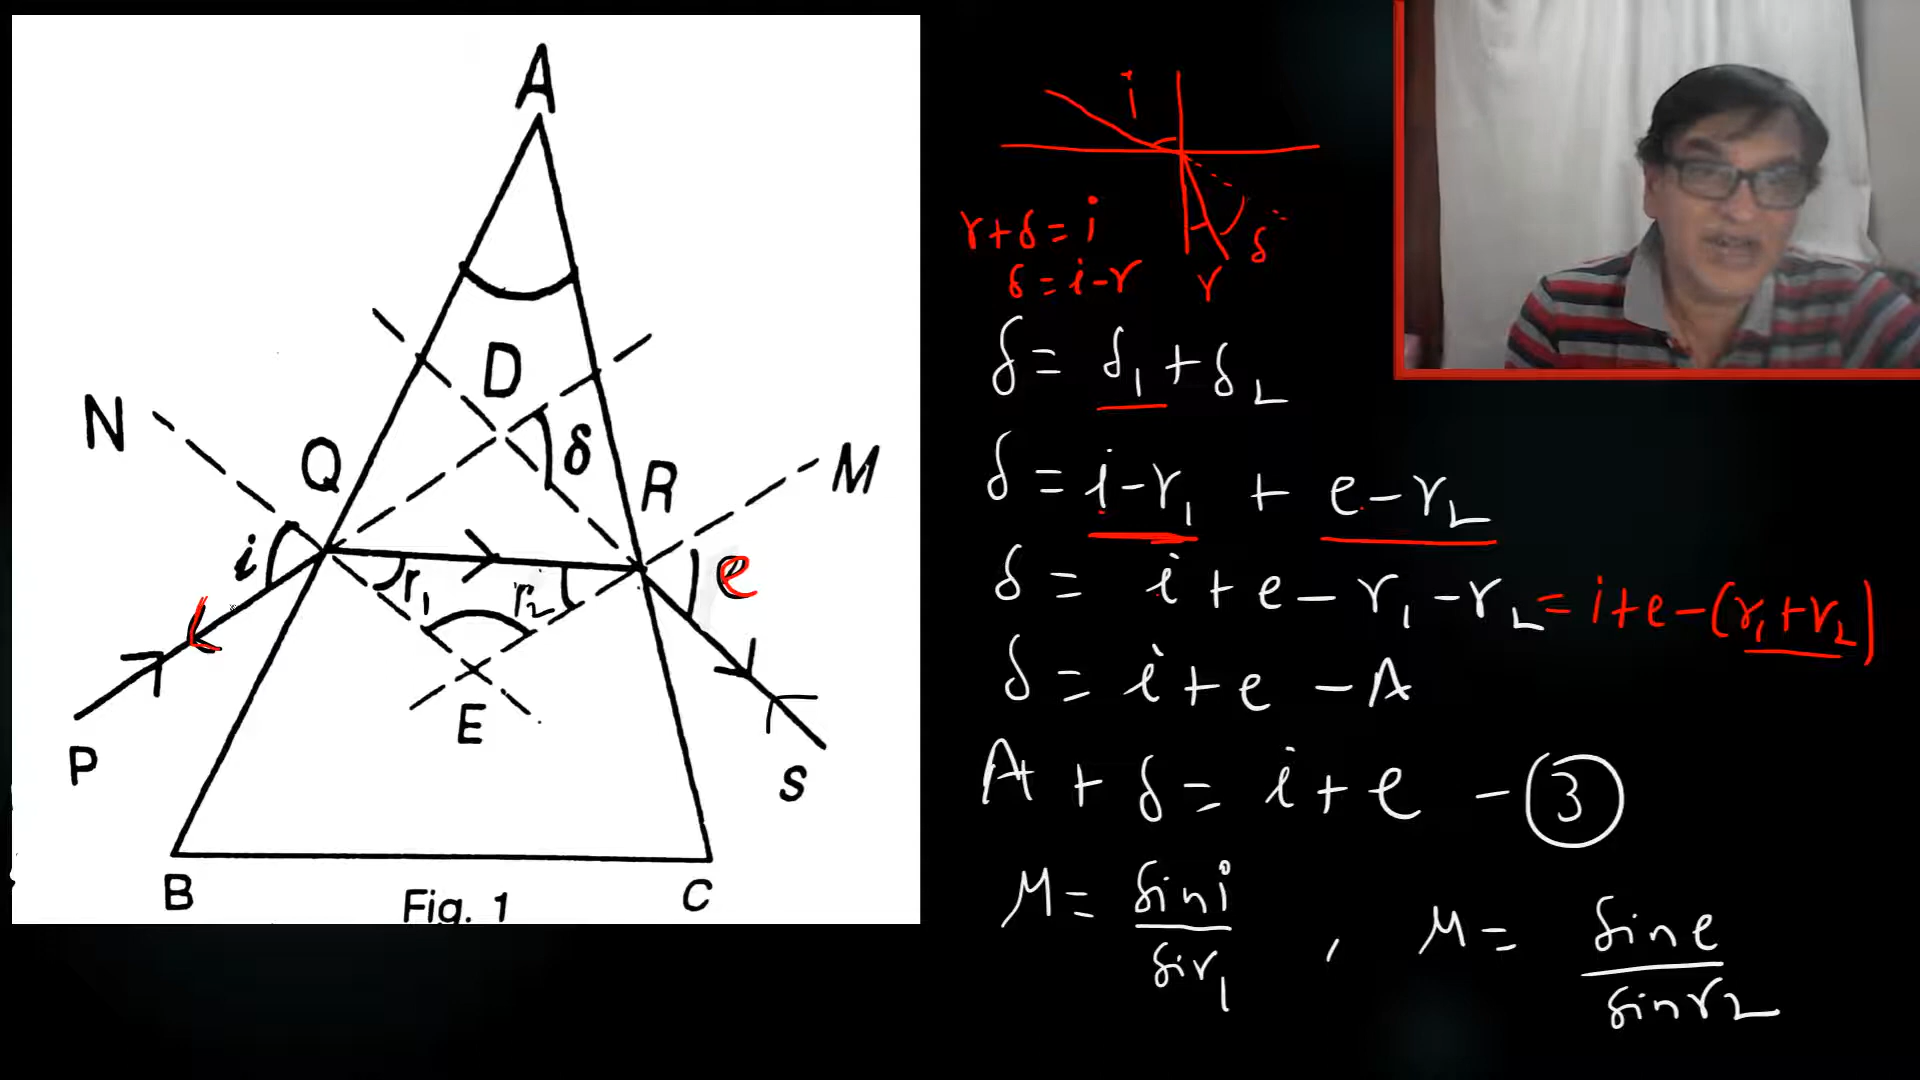 A
D
δ
N
Q
R
M
i
r₁
r₂
e
E
P
S
B
C
Fig. 1
i
r+δ = i
δ
δ = i-r
r
δ = δ₁ + δ₂
δ = i-r₁ + e-r₂
δ = i+e-r₁-r₂ = i+e-(r₁+r₂)
δ = i+e-A
A+δ = i+e - ③
μ = sin i / sin r₁ , μ = sin e / sin r₂